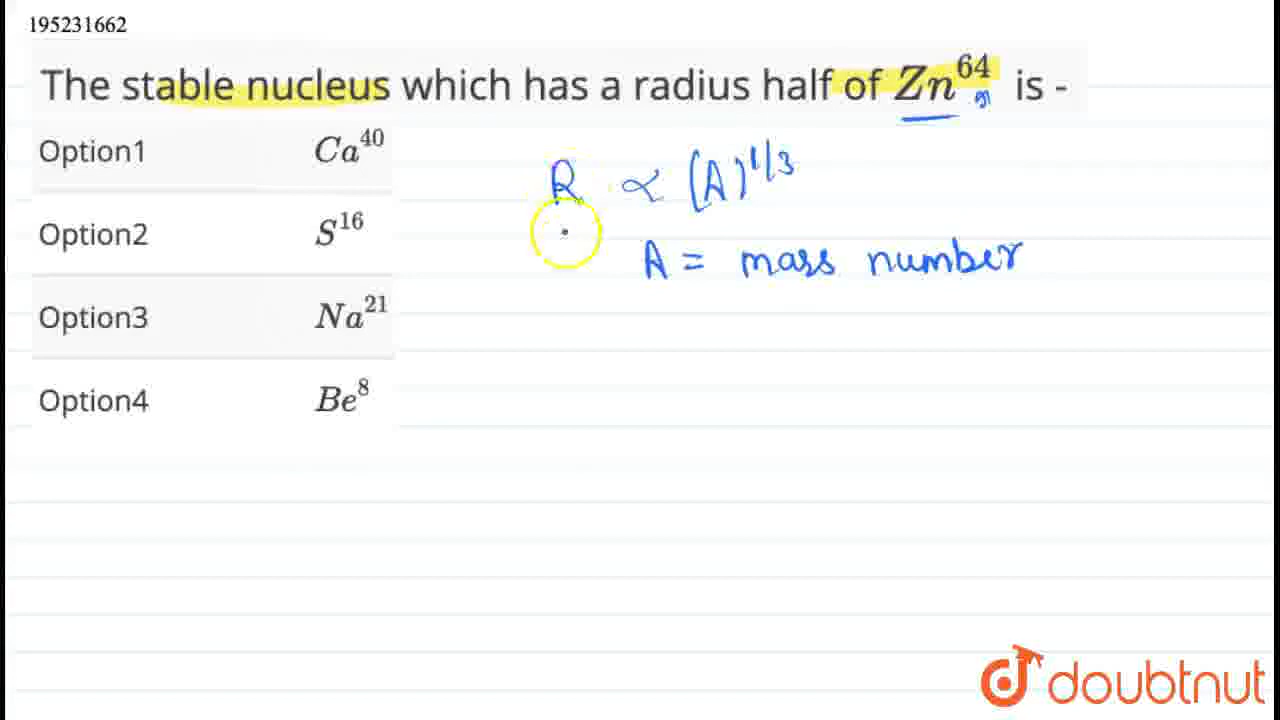 195231662
The stable nucleus which has a radius half of Zn^64 is -
Option1 Ca^40
Option2 S^16
Option3 Na^21
Option4 Be^8
R ∝ (A)^1/3
A = mass number
doubtnut